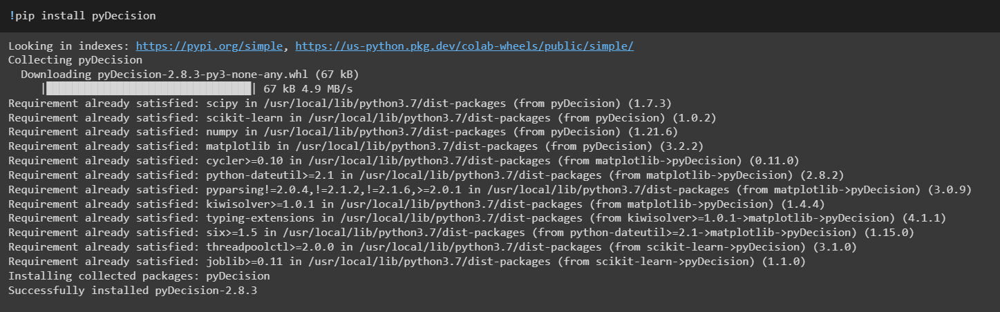 !pip install pyDecision
Looking in indexes: https://pypi.org/simple, https://us-python.pkg.dev/colab-wheels/public/simple/
Collecting pyDecision
  Downloading pyDecision-2.8.3-py3-none-any.whl (67 kB)
     |████████████████████████████████| 67 kB 4.9 MB/s
Requirement already satisfied: scipy in /usr/local/lib/python3.7/dist-packages (from pyDecision) (1.7.3)
Requirement already satisfied: scikit-learn in /usr/local/lib/python3.7/dist-packages (from pyDecision) (1.0.2)
Requirement already satisfied: numpy in /usr/local/lib/python3.7/dist-packages (from pyDecision) (1.21.6)
Requirement already satisfied: matplotlib in /usr/local/lib/python3.7/dist-packages (from pyDecision) (3.2.2)
Requirement already satisfied: cycler>=0.10 in /usr/local/lib/python3.7/dist-packages (from matplotlib->pyDecision) (0.11.0)
Requirement already satisfied: python-dateutil>=2.1 in /usr/local/lib/python3.7/dist-packages (from matplotlib->pyDecision) (2.8.2)
Requirement already satisfied: pyparsing!=2.0.4,!=2.1.2,!=2.1.6,>=2.0.1 in /usr/local/lib/python3.7/dist-packages (from matplotlib->pyDecision) (3.0.9)
Requirement already satisfied: kiwisolver>=1.0.1 in /usr/local/lib/python3.7/dist-packages (from matplotlib->pyDecision) (1.4.4)
Requirement already satisfied: typing-extensions in /usr/local/lib/python3.7/dist-packages (from kiwisolver>=1.0.1->matplotlib->pyDecision) (4.1.1)
Requirement already satisfied: six>=1.5 in /usr/local/lib/python3.7/dist-packages (from python-dateutil>=2.1->matplotlib->pyDecision) (1.15.0)
Requirement already satisfied: threadpoolctl>=2.0.0 in /usr/local/lib/python3.7/dist-packages (from scikit-learn->pyDecision) (3.1.0)
Requirement already satisfied: joblib>=0.11 in /usr/local/lib/python3.7/dist-packages (from scikit-learn->pyDecision) (1.1.0)
Installing collected packages: pyDecision
Successfully installed pyDecision-2.8.3